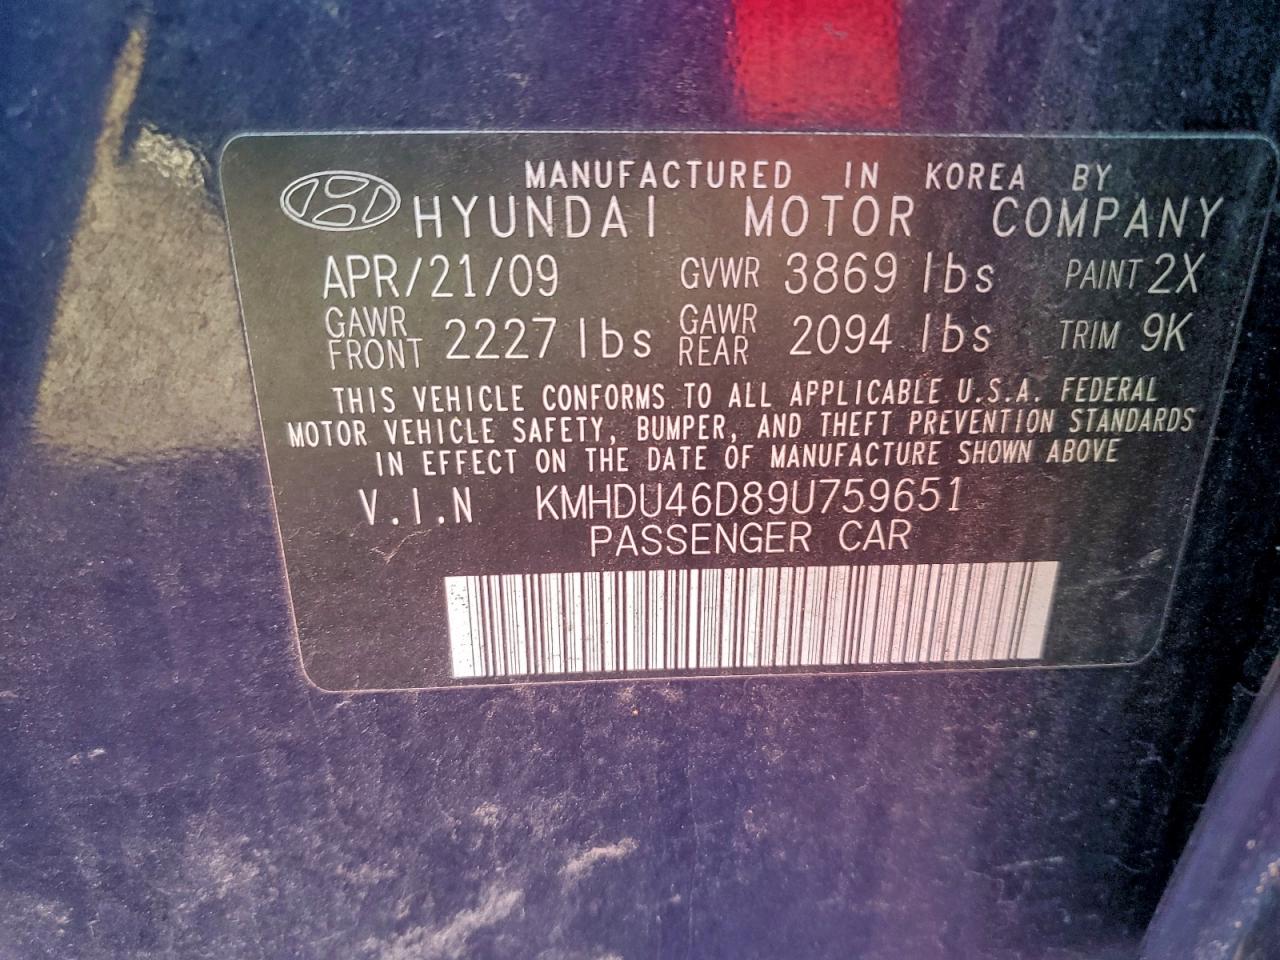 MANUFACTURED IN KOREA BY
HYUNDAI MOTOR COMPANY
APR/21/09 GVWR 3869 lbs PAINT 2X
GAWR FRONT 2227 lbs GAWR REAR 2094 lbs TRIM 9K
THIS VEHICLE CONFORMS TO ALL APPLICABLE U.S.A. FEDERAL
MOTOR VEHICLE SAFETY, BUMPER, AND THEFT PREVENTION STANDARDS
IN EFFECT ON THE DATE OF MANUFACTURE SHOWN ABOVE
V.I.N KMHDU46D89U759651
PASSENGER CAR